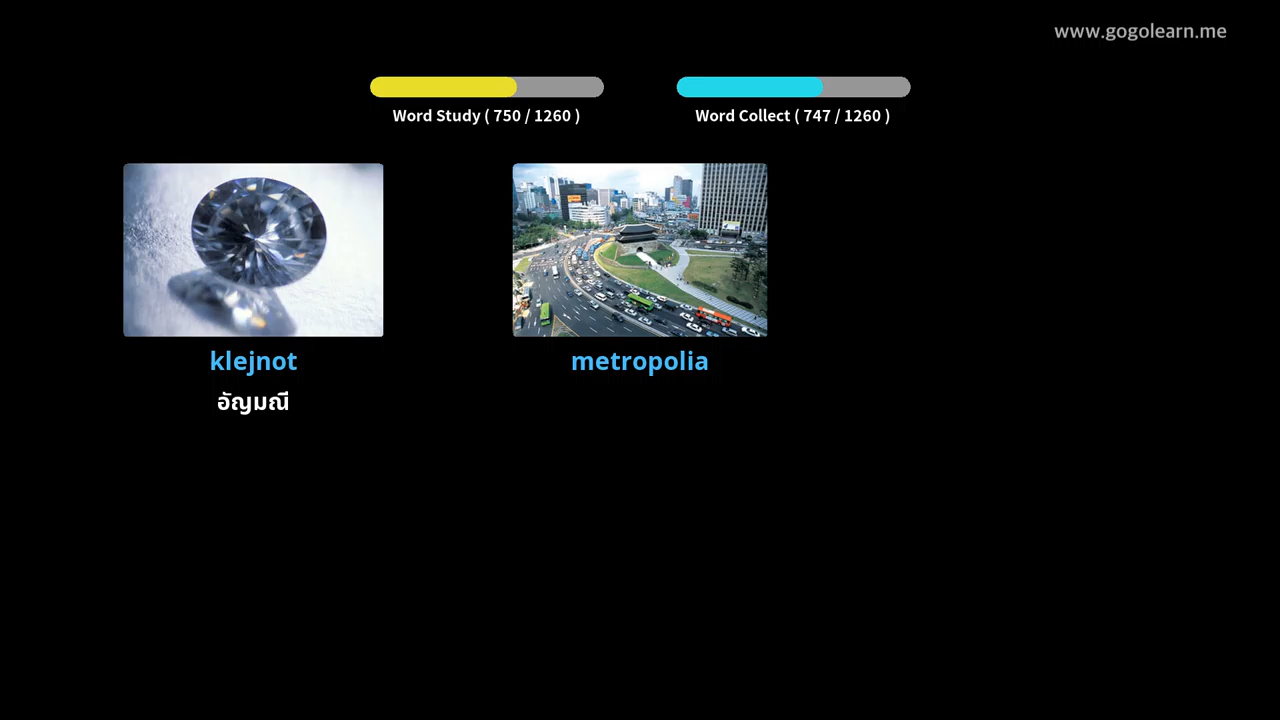 www.gogolearn.me
Word Study ( 750 / 1260 )
Word Collect ( 747 / 1260 )
klejnot
metropolia
อัญมณี